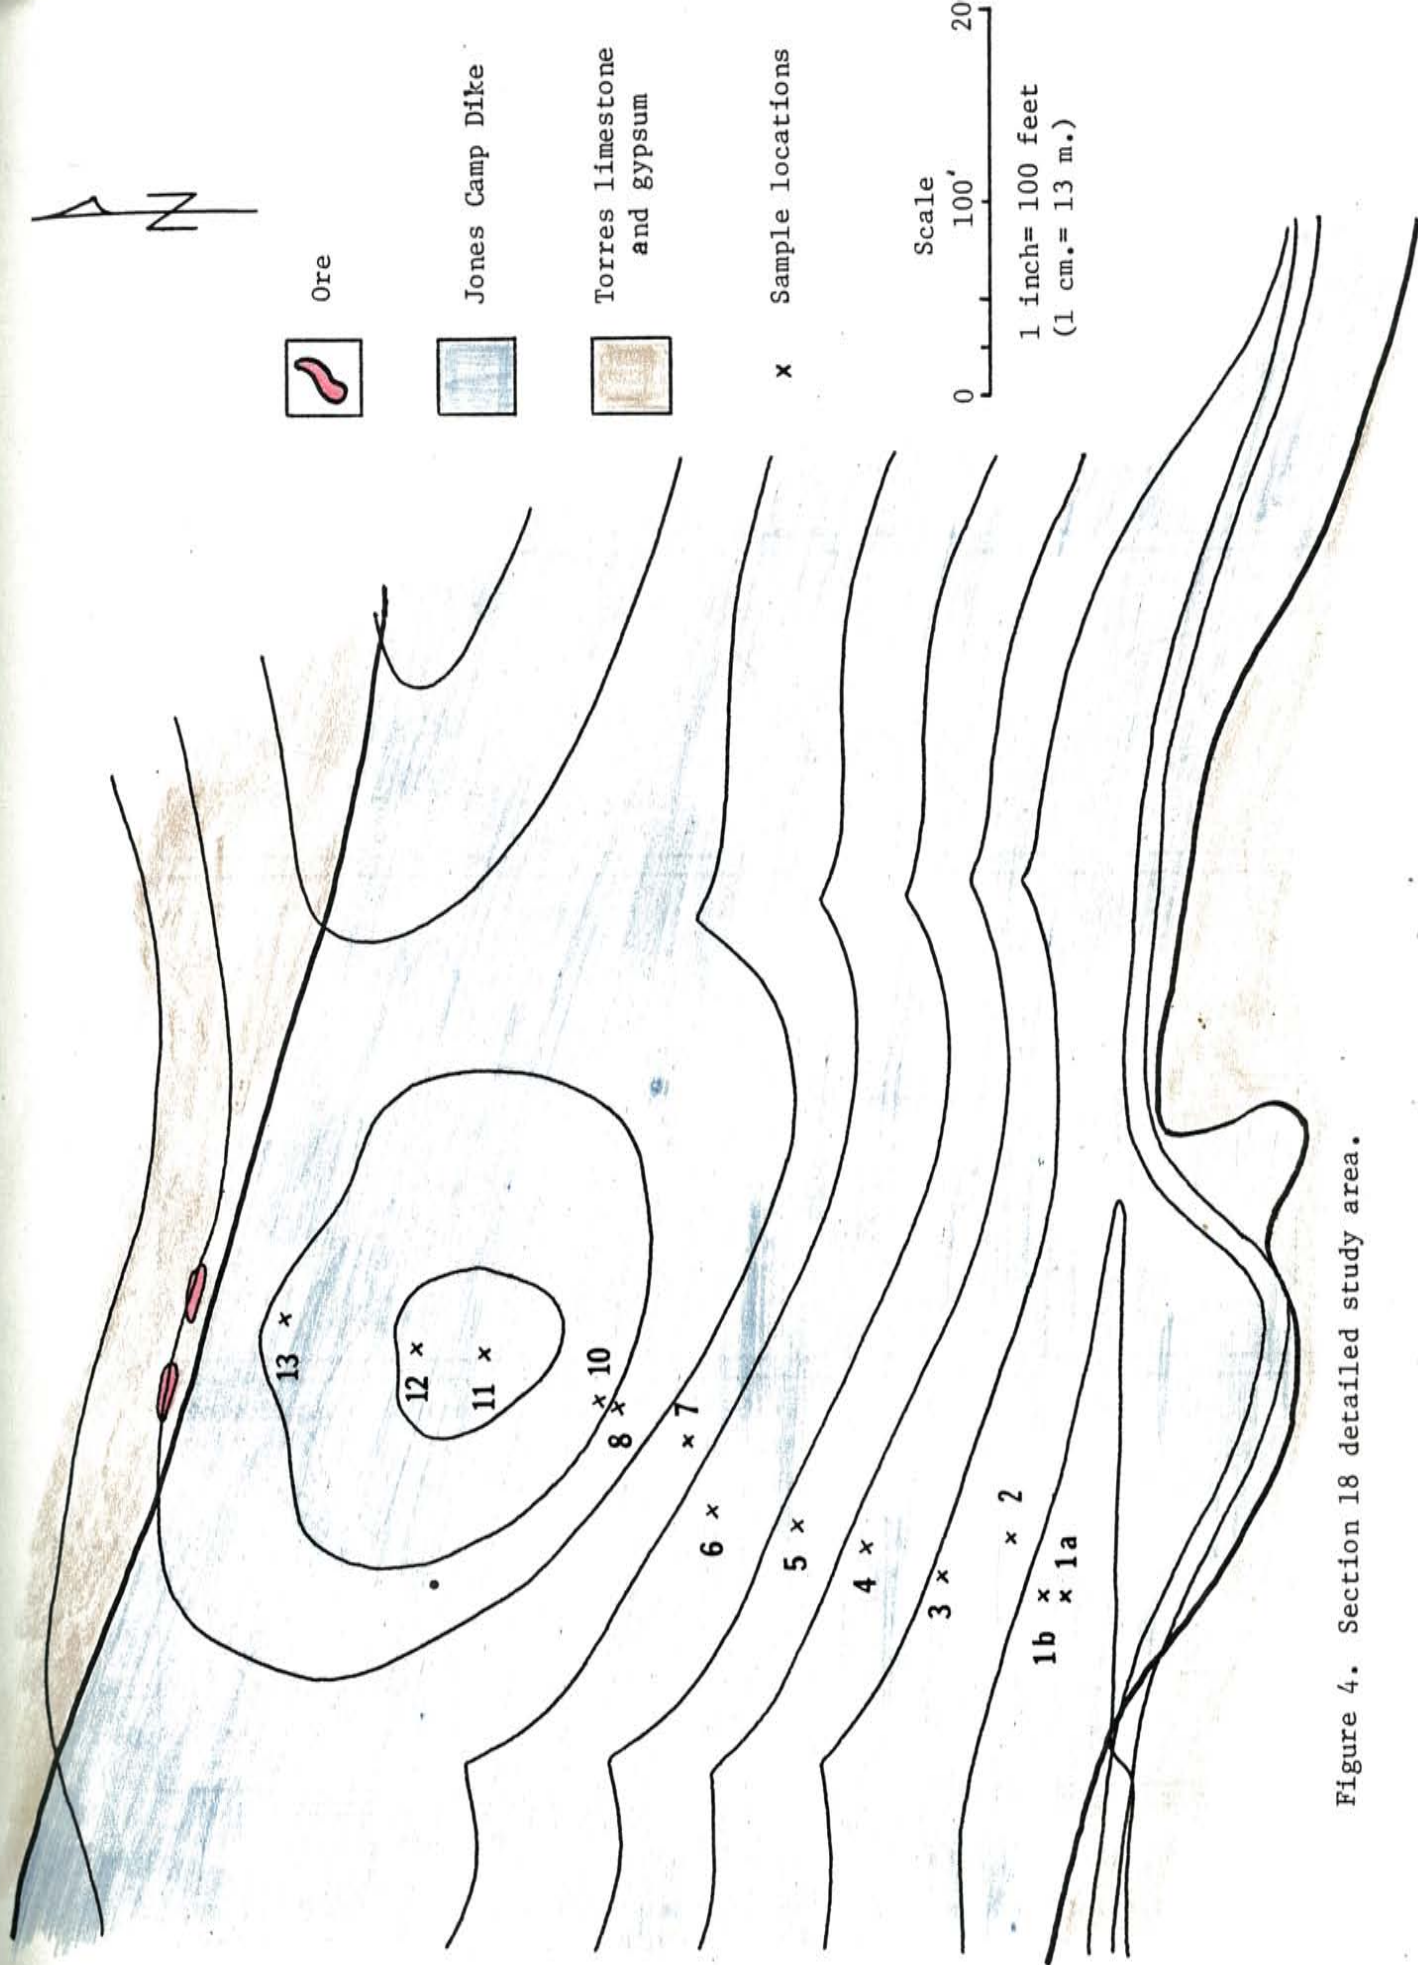 N
Ore
Jones Camp Dike
Torres limestone
and gypsum
x Sample locations
Scale
0 100' 20
1 inch= 100 feet
(1 cm.= 13 m.)
13
12
11
10
8
7
6
5
4
3
2
1b
1a
Figure 4. Section 18 detailed study area.